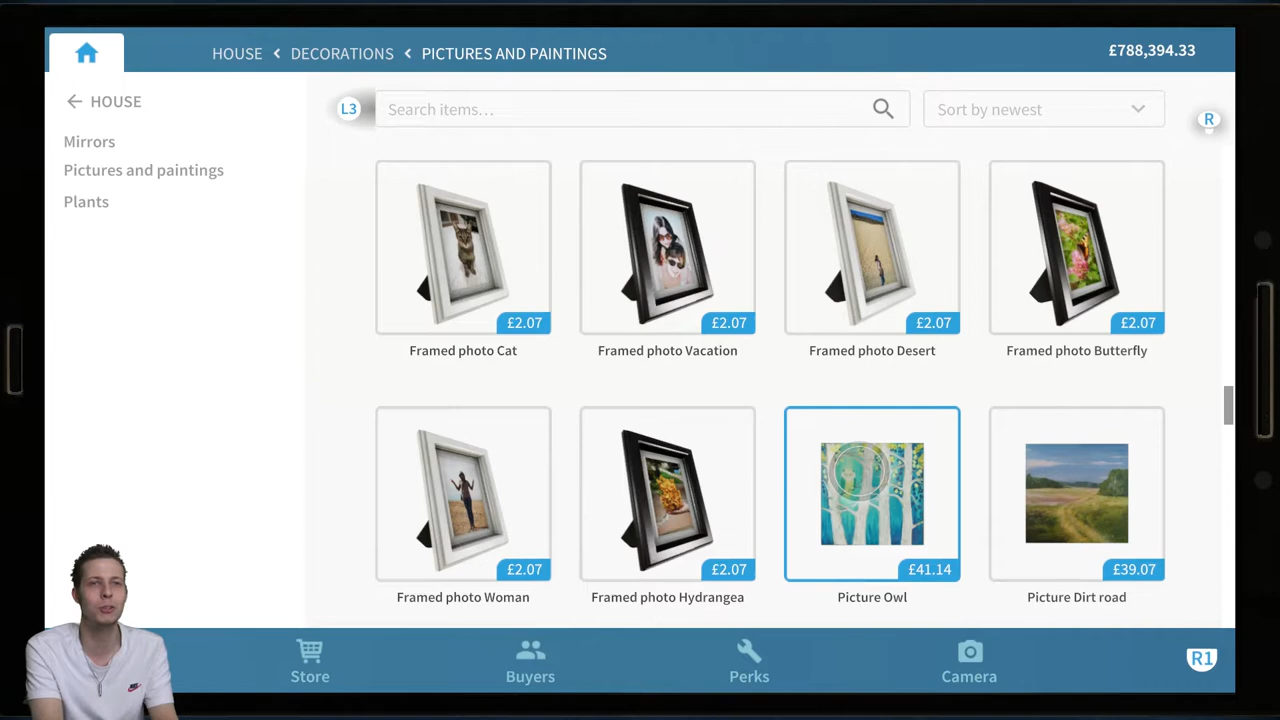 HOUSE < DECORATIONS < PICTURES AND PAINTINGS
£788,394.33
← HOUSE
Mirrors
Pictures and paintings
Plants
L3
Search items...
Sort by newest
R
£2.07
£2.07
£2.07
£2.07
Framed photo Cat
Framed photo Vacation
Framed photo Desert
Framed photo Butterfly
£2.07
£2.07
£41.14
£39.07
Framed photo Woman
Framed photo Hydrangea
Picture Owl
Picture Dirt road
Store
Buyers
Perks
Camera
R1